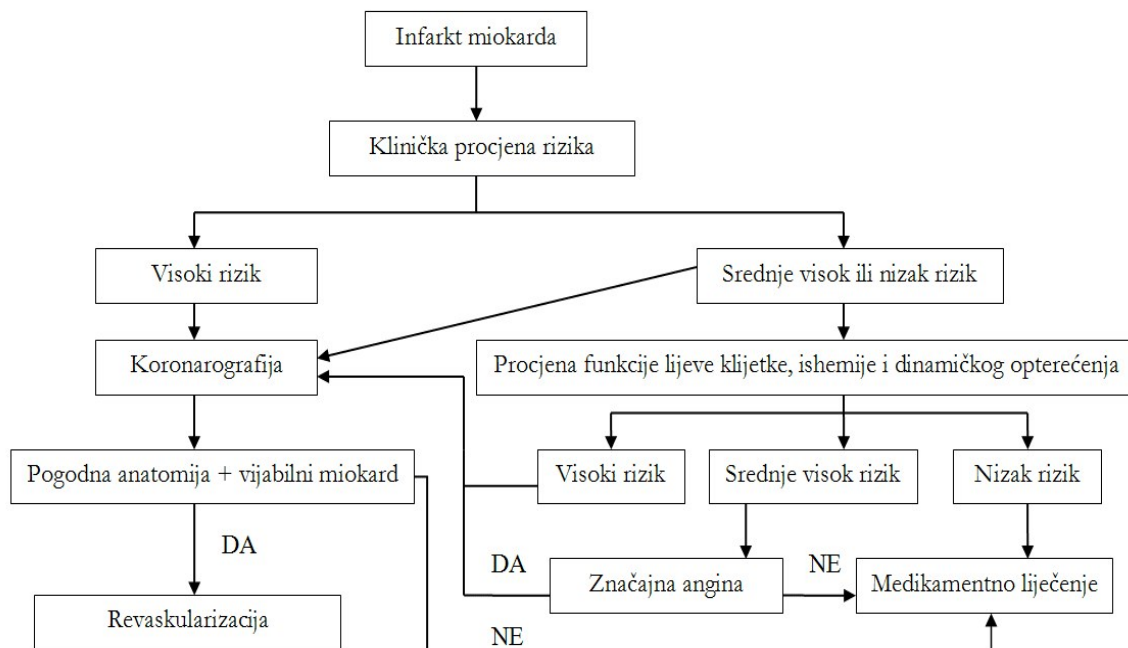 Infarkt miokarda
Klinička procjena rizika
Visoki rizik
Srednje visok ili nizak rizik
Koronarografija
Procjena funkcije lijeve klijetke, ishemije i dinamičkog opterećenja
Pogodna anatomija + vijabilni miokard
Visoki rizik
Srednje visok rizik
Nizak rizik
DA
DA
Značajna angina
NE
Medikamentno liječenje
Revaskularizacija
NE